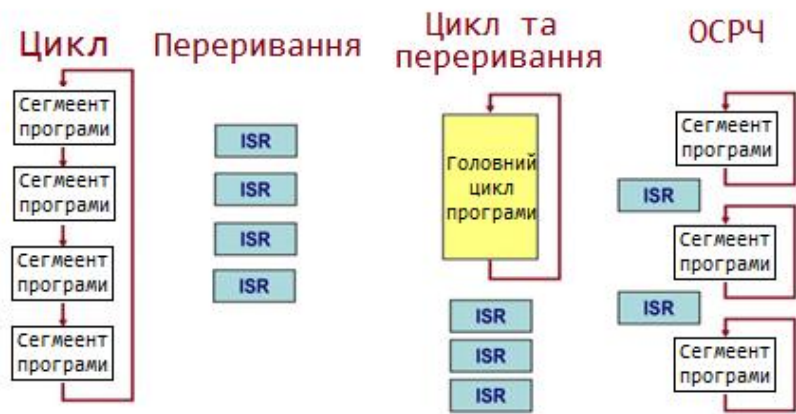 Цикл
Сегмеент
програми
Сегмеент
програми
Сегмеент
програми
Сегмеент
програми
Переривання
ISR
ISR
ISR
ISR
Цикл та
переривання
Головний
цикл
програми
ISR
ISR
ISR
ОСРЧ
Сегмеент
програми
ISR
Сегмеент
програми
ISR
Сегмеент
програми